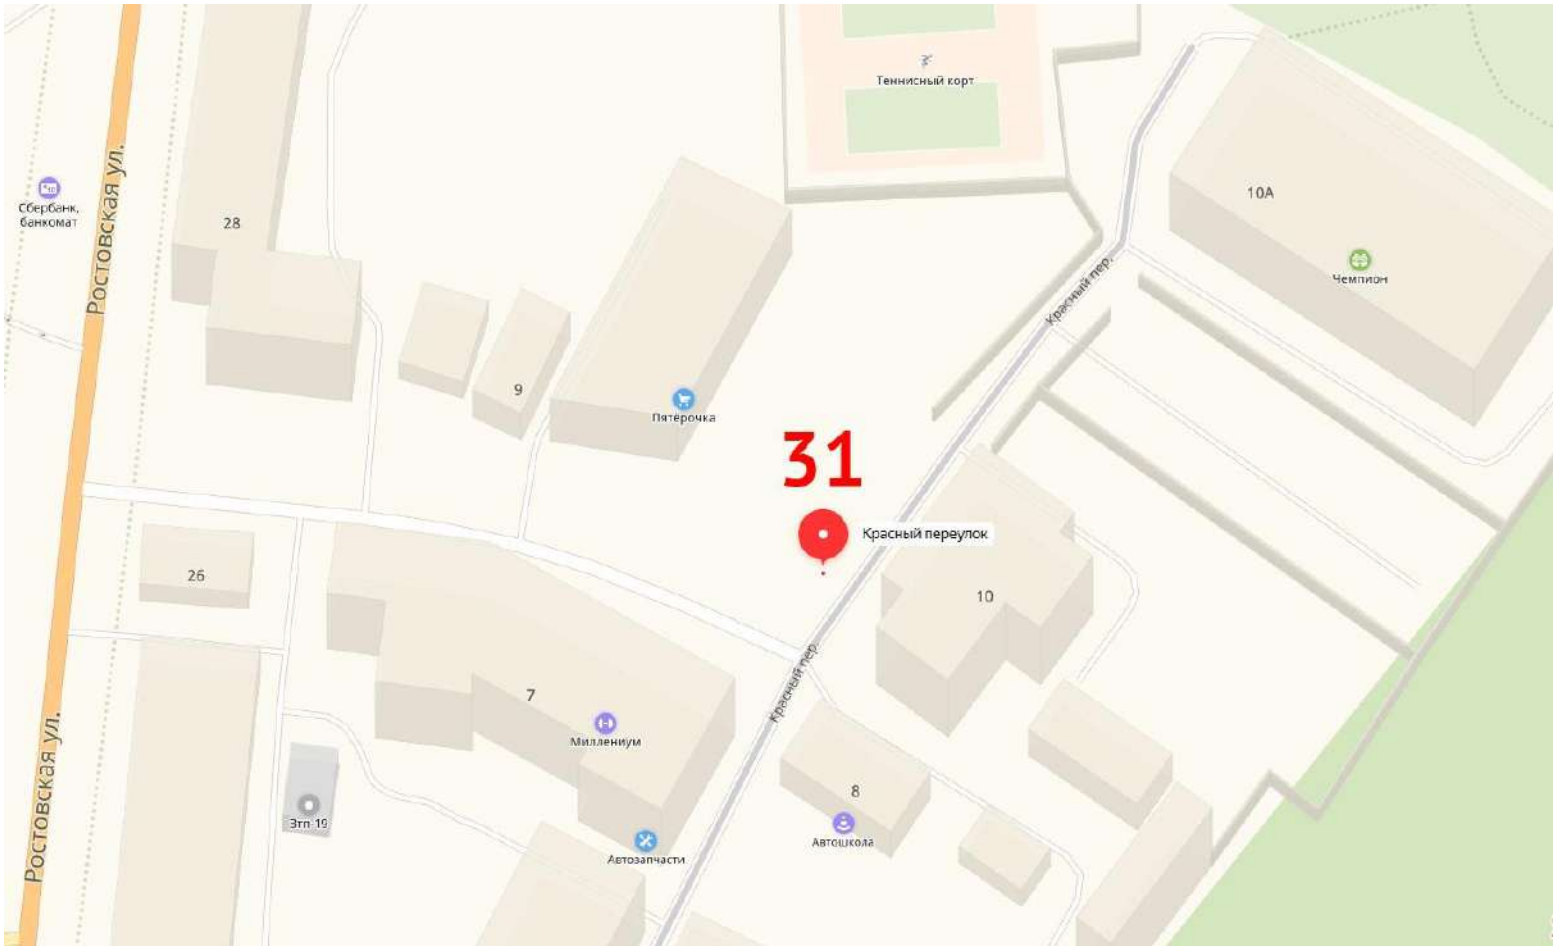 Теннисный корт
Ростовская ул.
Сбербанк,
банкомат
28
10А
Чемпион
Красный пер.
9
Пятёрочка
31
Красный переулок
26
10
Красный пер.
7
Миллениум
Ростовская ул.
Зтп-19
8
Автошкола
Автозапчасти